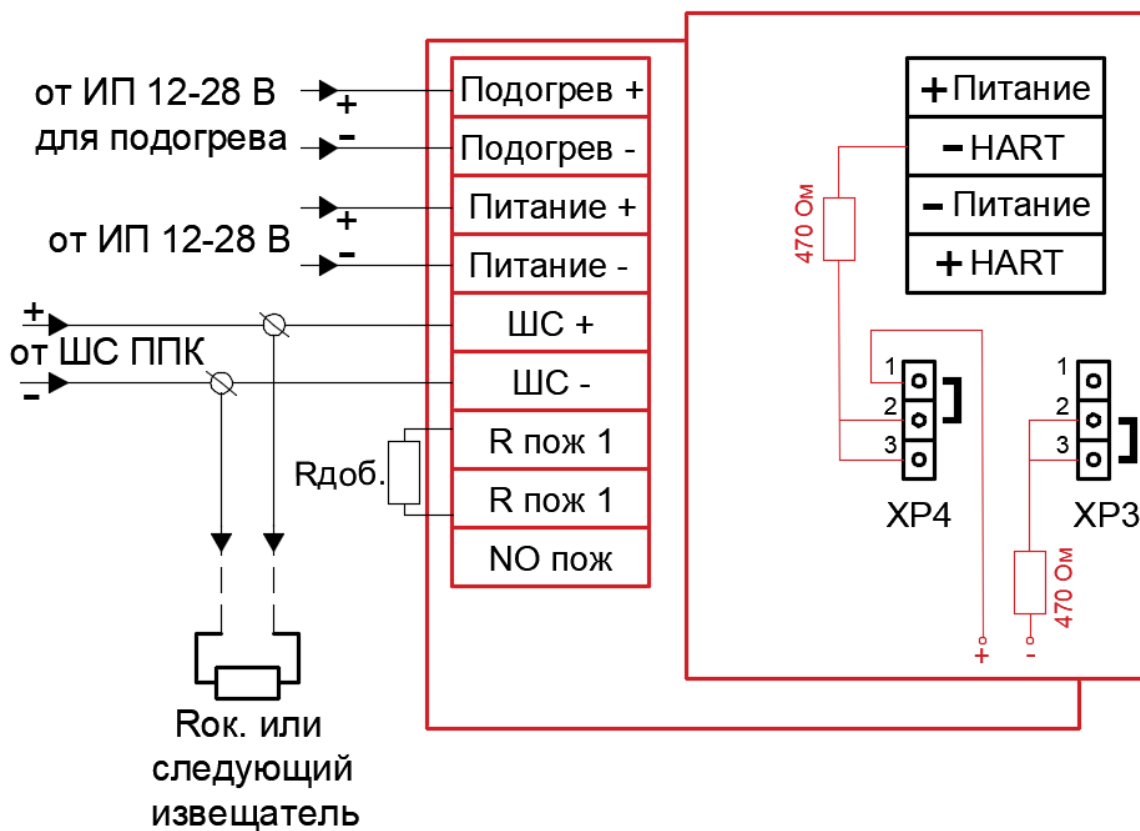 от ИП 12-28 В
для подогрева
+
-
от ИП 12-28 В
+
-
+
от ШС ППК
-
Rдоб.
Rок. или
следующий
извещатель
Подогрев +
Подогрев -
Питание +
Питание -
ШС +
ШС -
R пож 1
R пож 1
NO пож
+ Питание
- HART
- Питание
+ HART
470 Ом
1
2
3
XP4
1
2
3
XP3
470 Ом
+
-